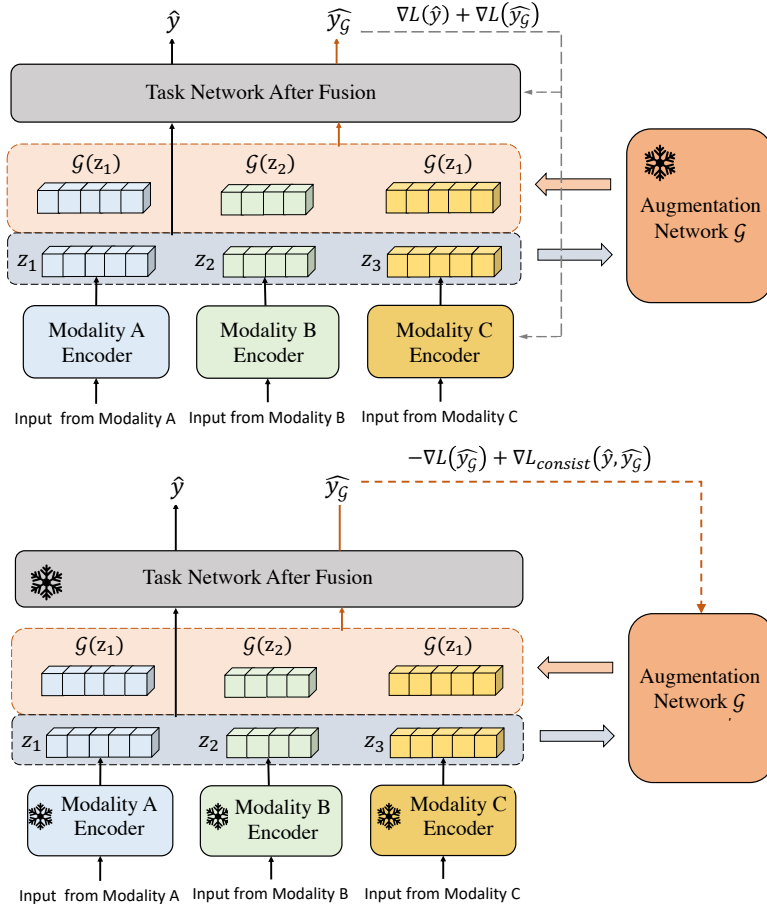 ŷ
ŷ_𝒢
∇L(ŷ) + ∇L(ŷ_𝒢)
Task Network After Fusion
𝒢(z₁)
𝒢(z₂)
𝒢(z₁)
Augmentation
Network 𝒢
z₁
z₂
z₃
Modality A
Encoder
Modality B
Encoder
Modality C
Encoder
Input from Modality A
Input from Modality B
Input from Modality C
−∇L(ŷ_𝒢) + ∇L_consist(ŷ, ŷ_𝒢)
ŷ
ŷ_𝒢
Task Network After Fusion
𝒢(z₁)
𝒢(z₂)
𝒢(z₁)
Augmentation
Network 𝒢
z₁
z₂
z₃
Modality A
Encoder
Modality B
Encoder
Modality C
Encoder
Input from Modality A
Input from Modality B
Input from Modality C